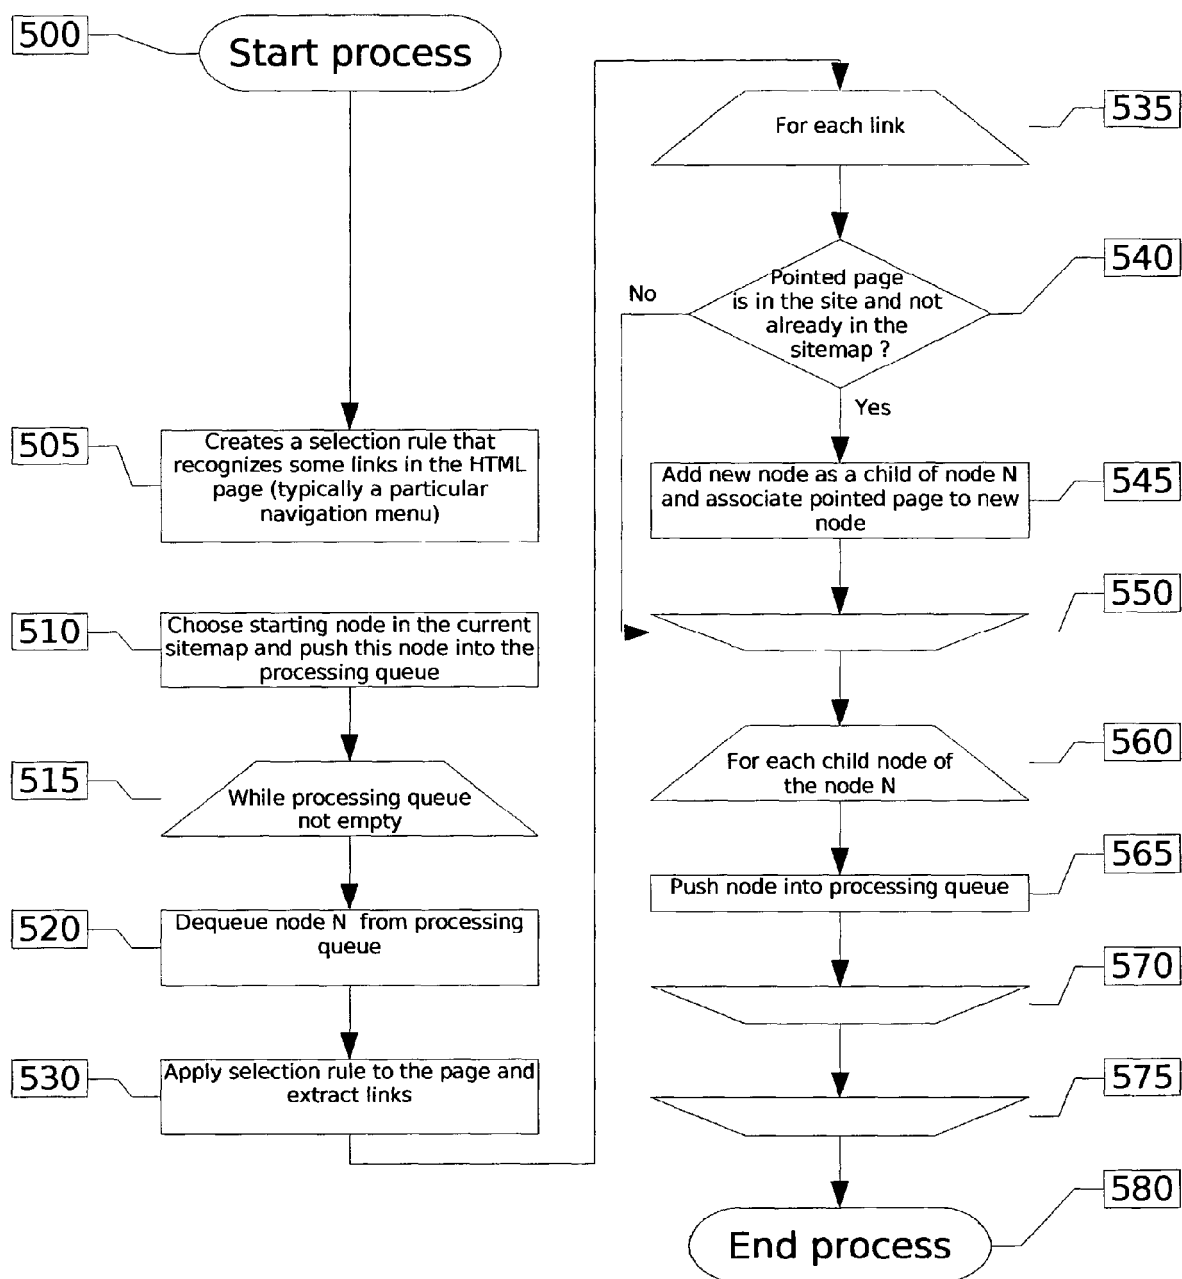 500
Start process
505
Creates a selection rule that
recognizes some links in the HTML
page (typically a particular
navigation menu)
510
Choose starting node in the current
sitemap and push this node into the
processing queue
515
While processing queue
not empty
520
Dequeue node N from processing
queue
530
Apply selection rule to the page and
extract links
For each link
535
Pointed page
is in the site and not
already in the
sitemap ?
540
No
Yes
Add new node as a child of node N
and associate pointed page to new
node
545
550
For each child node of
the node N
560
Push node into processing queue
565
570
575
End process
580